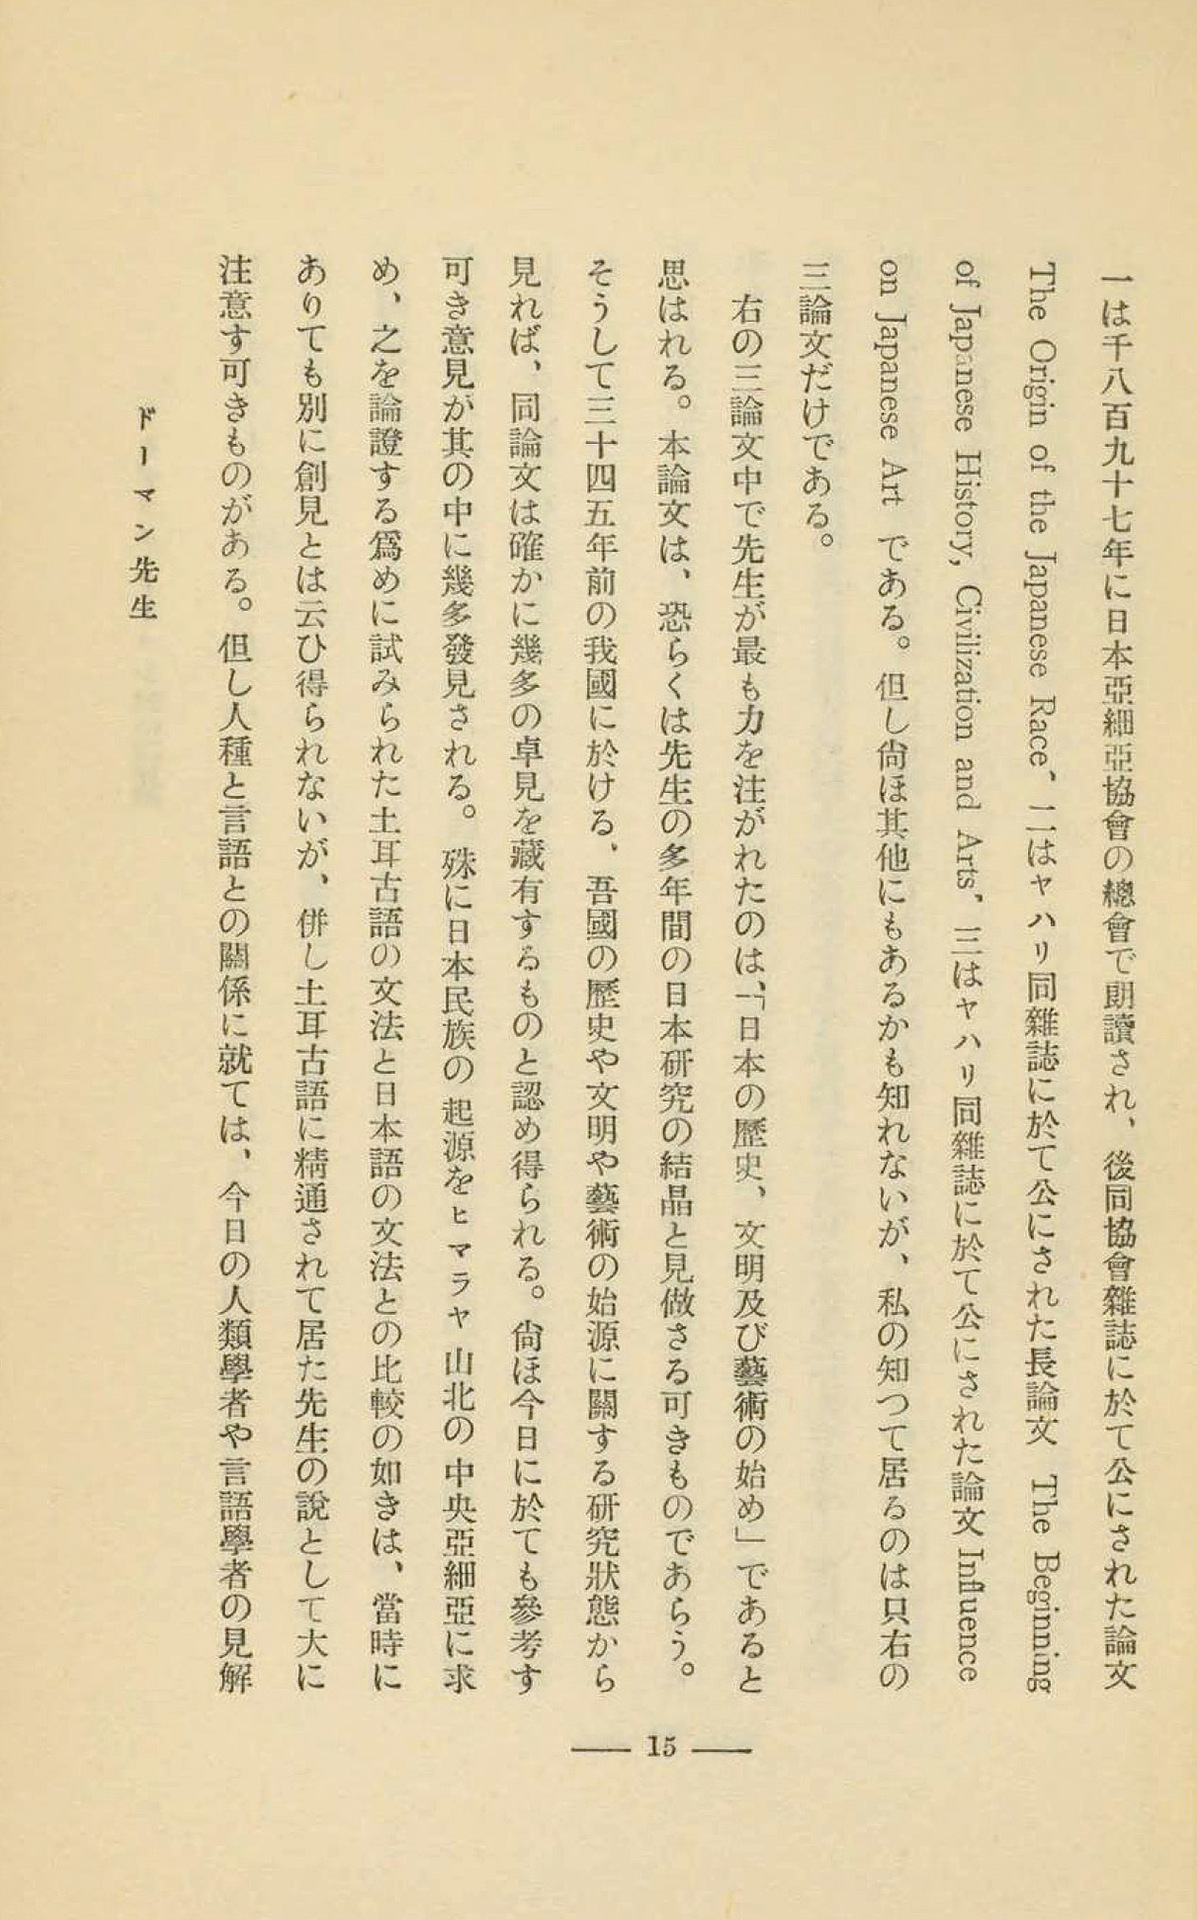 一は千八百九十七年に日本亞細亞協會の總會で朗讀され、後同協會雜誌に於て公にされた論文
The Origin of the Japanese Race、二はヤハリ同雜誌に於て公にされた長論文 The Beginning
of Japanese History, Civilization and Arts、三はヤハリ同雜誌に於て公にされた論文 Influence
on Japanese Art である。但し尙ほ其他にもあるかも知れないが、私の知つて居るのは只右の
三論文だけである。
右の三論文中で先生が最も力を注がれたのは、「日本の歷史、文明及び藝術の始め」であると
思はれる。本論文は、恐らくは先生の多年間の日本硏究の結晶と見做さる可きものであらう。
そうして三十四五年前の我國に於ける、吾國の歷史や文明や藝術の始源に關する硏究狀態から
見れば、同論文は確かに幾多の卓見を藏有するものと認め得られる。尙ほ今日に於ても參考す
可き意見が其の中に幾多發見される。殊に日本民族の起源をヒマラヤ山北の中央亞細亞に求
め、之を論證する爲めに試みられた土耳古語の文法と日本語の文法との比較の如きは、當時に
ありても別に創見とは云ひ得られないが、併し土耳古語に精通されて居た先生の說として大に
注意す可きものがある。但し人種と言語との關係に就ては、今日の人類學者や言語學者の見解
ドーマン先生
— 15 —